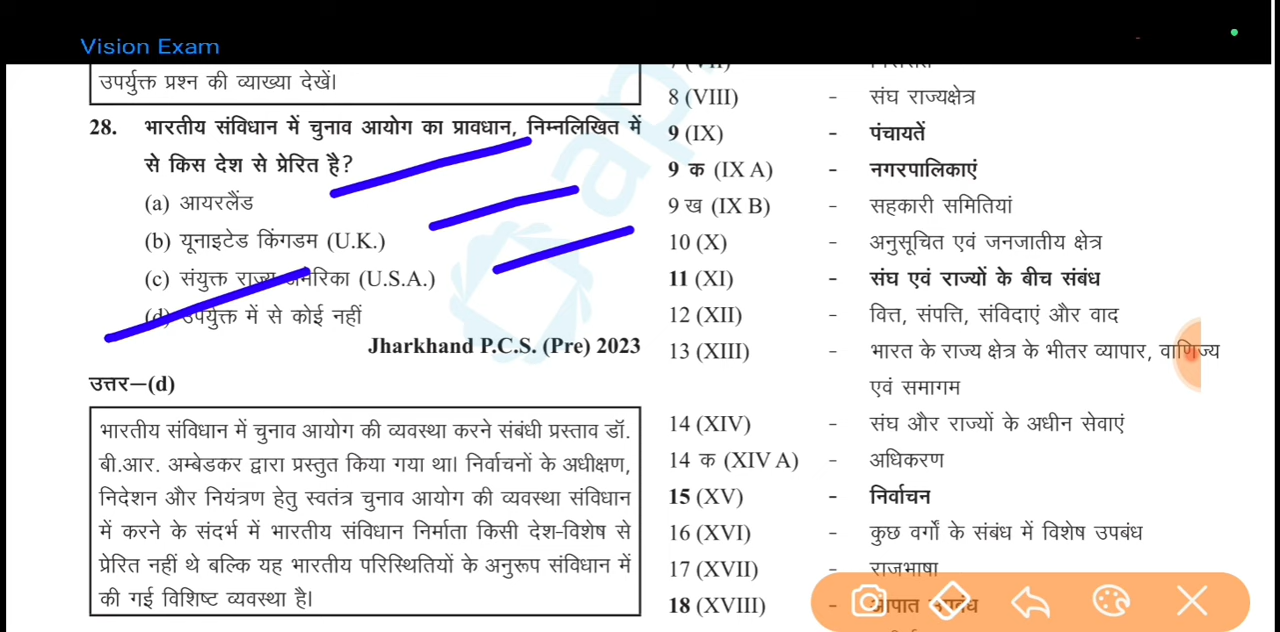 Vision Exam
उपर्युक्त प्रश्न की व्याख्या देखें।
28. भारतीय संविधान में चुनाव आयोग का प्रावधान, निम्नलिखित में
से किस देश से प्रेरित है?
(a) आयरलैंड
(b) यूनाइटेड किंगडम (U.K.)
(c) संयुक्त राज्य अमेरिका (U.S.A.)
(d) उपर्युक्त में से कोई नहीं
Jharkhand P.C.S. (Pre) 2023
उत्तर—(d)
भारतीय संविधान में चुनाव आयोग की व्यवस्था करने संबंधी प्रस्ताव डॉ.
बी.आर. अम्बेडकर द्वारा प्रस्तुत किया गया था। निर्वाचनों के अधीक्षण,
निदेशन और नियंत्रण हेतु स्वतंत्र चुनाव आयोग की व्यवस्था संविधान
में करने के संदर्भ में भारतीय संविधान निर्माता किसी देश-विशेष से
प्रेरित नहीं थे बल्कि यह भारतीय परिस्थितियों के अनुरूप संविधान में
की गई विशिष्ट व्यवस्था है।
8 (VIII) - संघ राज्यक्षेत्र
9 (IX) - पंचायतें
9 क (IX A) - नगरपालिकाएं
9 ख (IX B) - सहकारी समितियां
10 (X) - अनुसूचित एवं जनजातीय क्षेत्र
11 (XI) - संघ एवं राज्यों के बीच संबंध
12 (XII) - वित्त, संपत्ति, संविदाएं और वाद
13 (XIII) - भारत के राज्य क्षेत्र के भीतर व्यापार, वाणिज्य
एवं समागम
14 (XIV) - संघ और राज्यों के अधीन सेवाएं
14 क (XIV A) - अधिकरण
15 (XV) - निर्वाचन
16 (XVI) - कुछ वर्गों के संबंध में विशेष उपबंध
17 (XVII) - राजभाषा
18 (XVIII) - आपात उपबंध